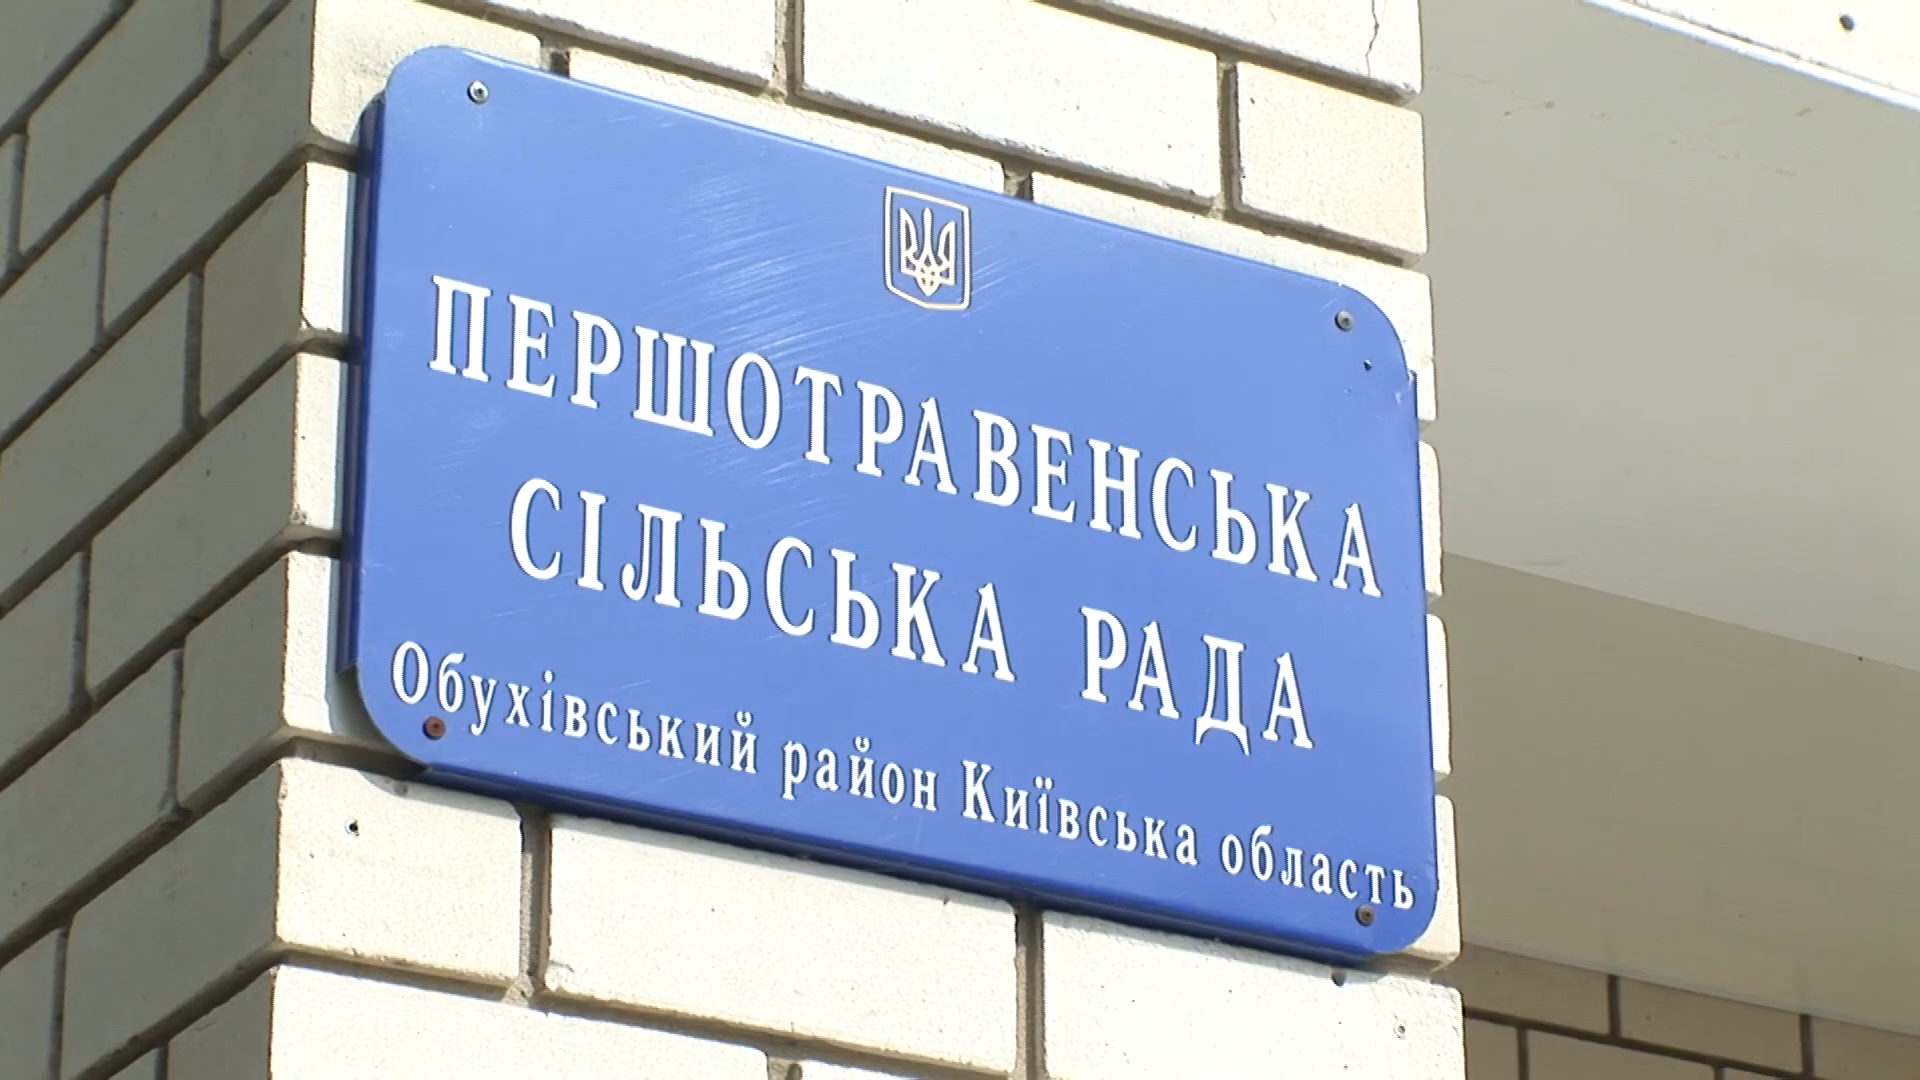 ПЕРШОТРАВЕНСЬКА
СІЛЬСЬКА РАДА
Обухівський район Київська область